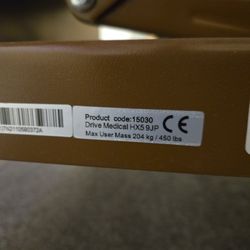 Product code:15030
Drive Medical HX5 9JP
Max User Mass 204 kg / 450 lbs
CE